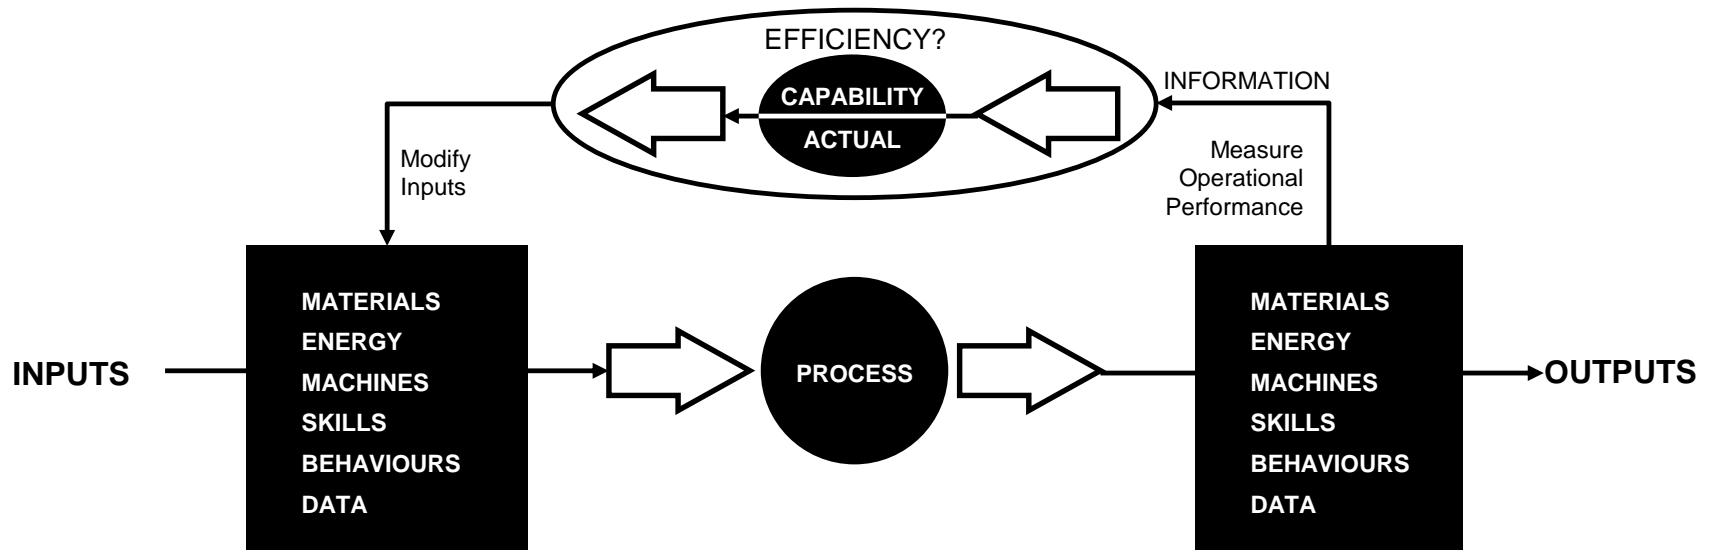 EFFICIENCY?
CAPABILITY
ACTUAL
INFORMATION
Modify
Inputs
Measure
Operational
Performance
INPUTS
MATERIALS
ENERGY
MACHINES
SKILLS
BEHAVIOURS
DATA
PROCESS
MATERIALS
ENERGY
MACHINES
SKILLS
BEHAVIOURS
DATA
OUTPUTS